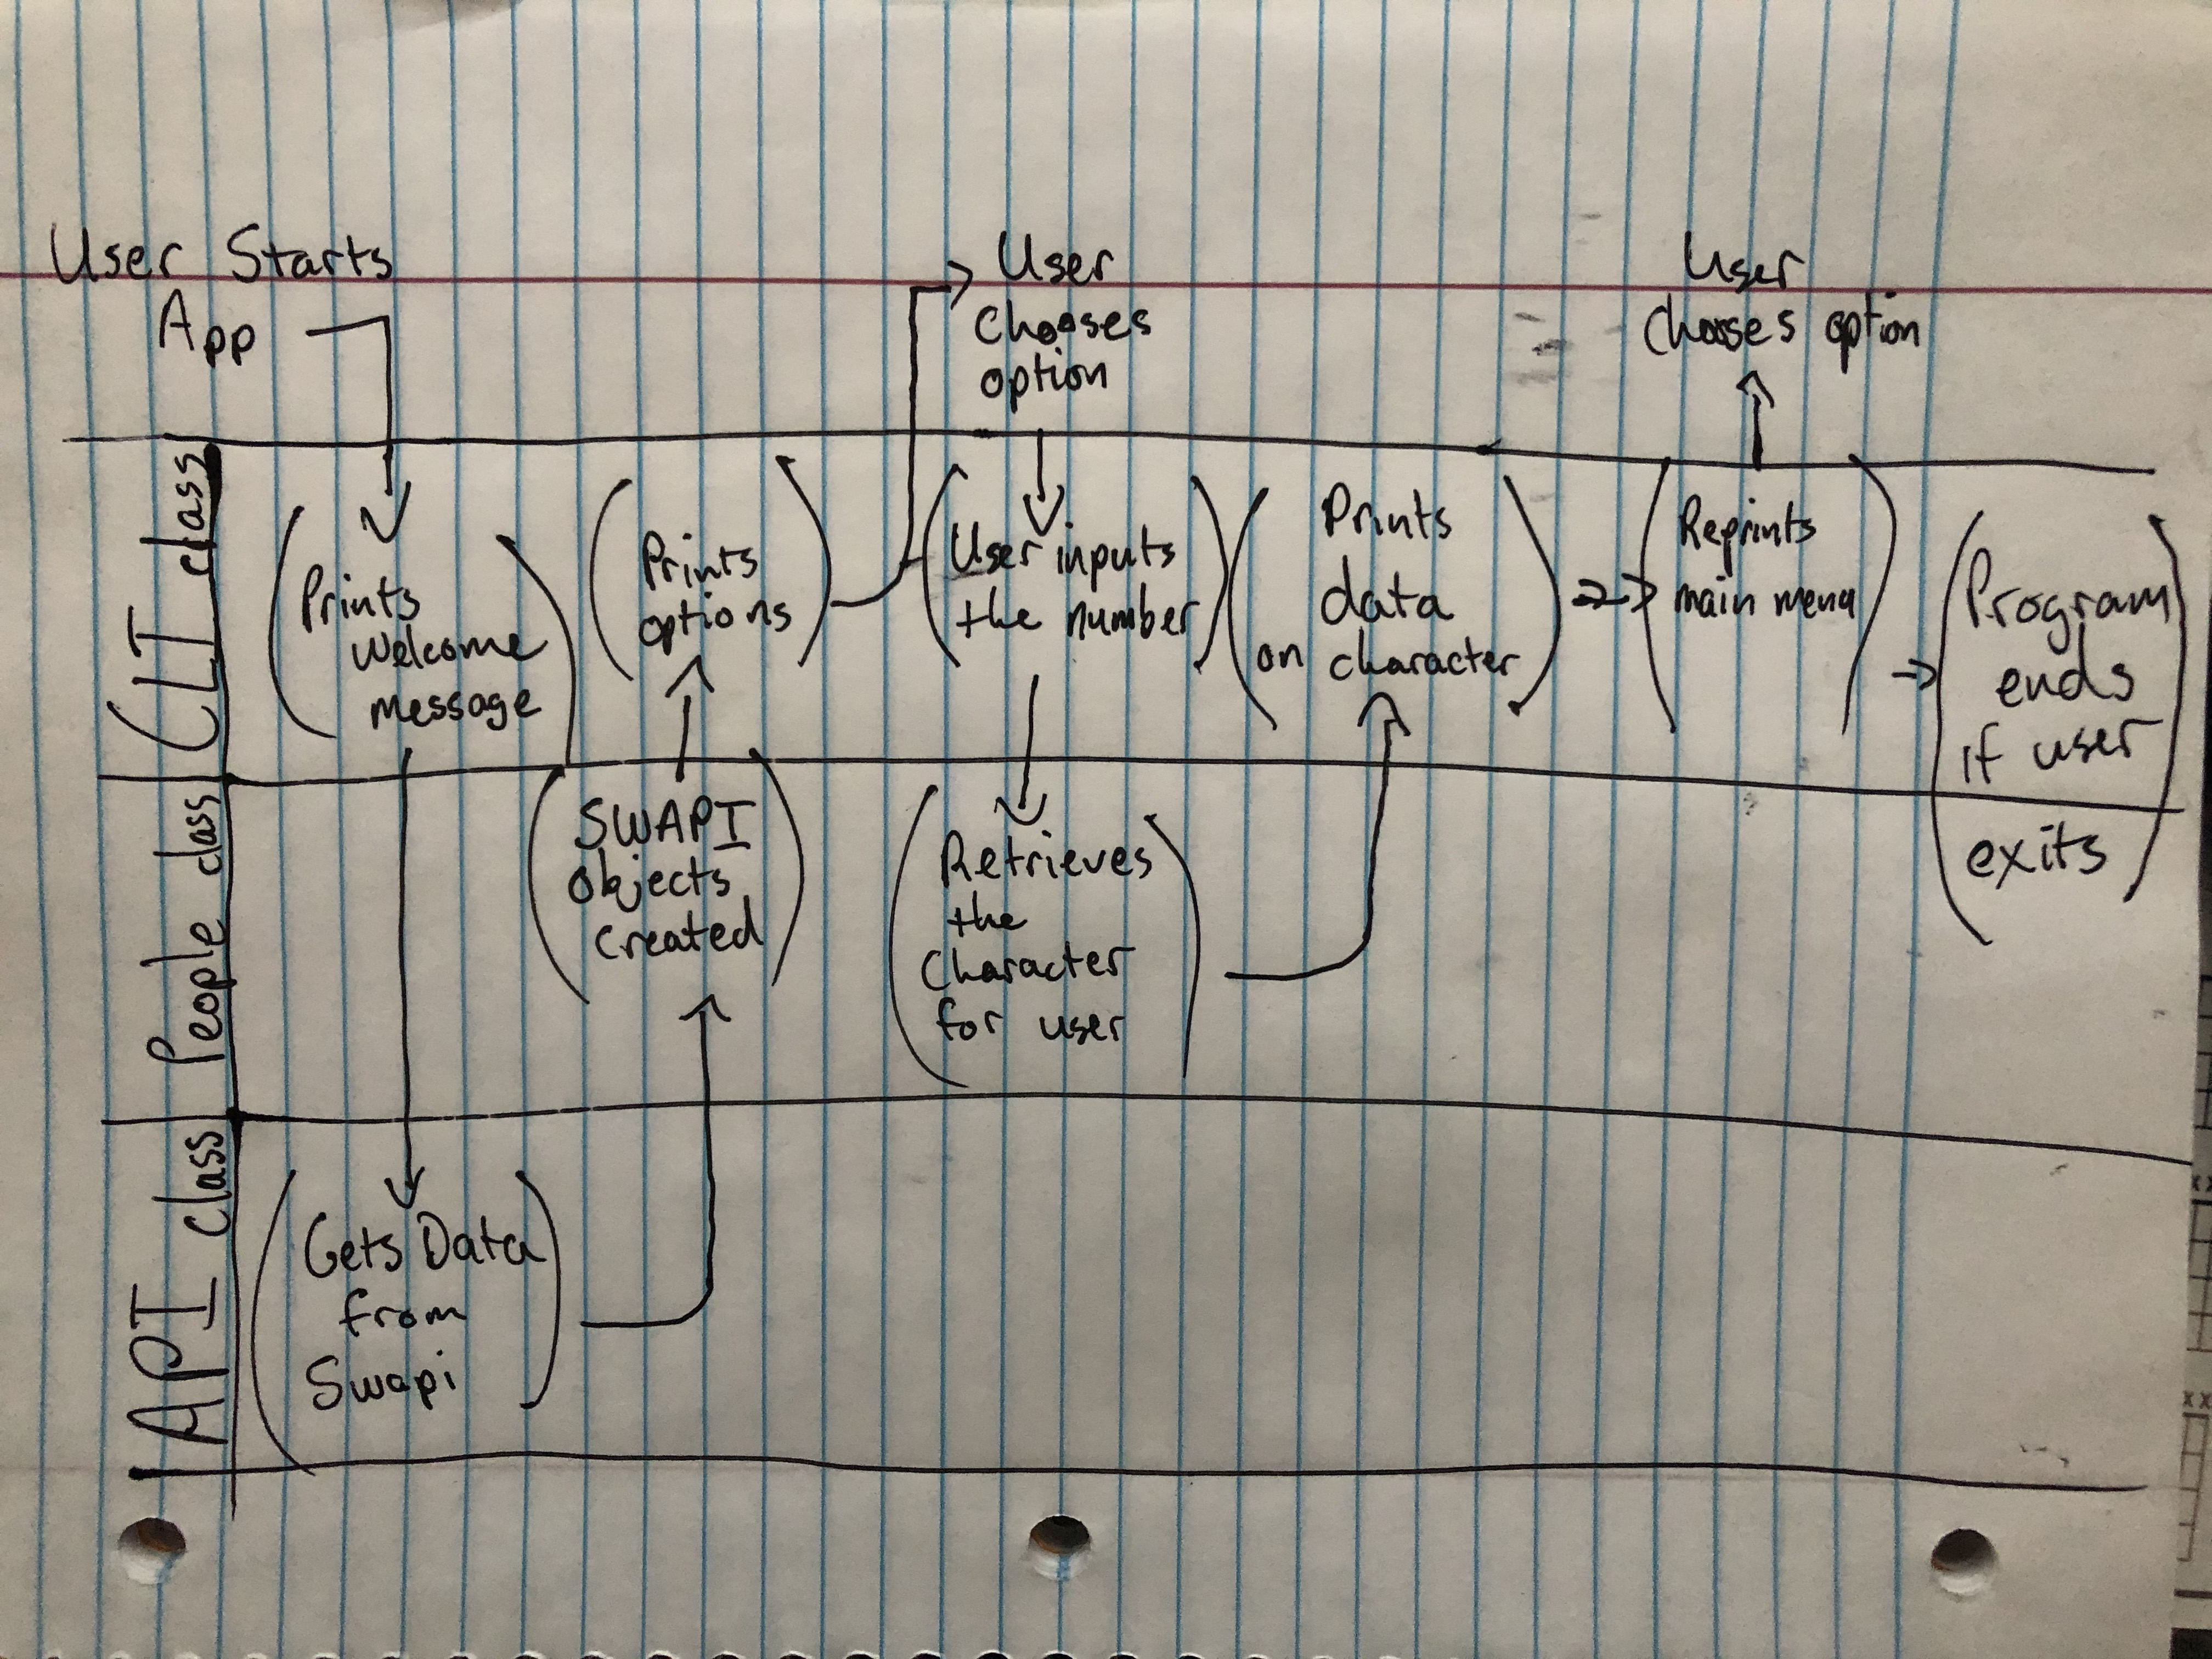 User Starts
App
User
Chooses
option
User
chooses option
CLI class
Prints
welcome
message
Prints
options
User inputs
the number
Prints
data
on character
Reprints
main menu
Program
ends
if user
exits
People class
SWAPI
objects
created
Retrieves
the
Character
for user
API class
Gets Data
from
Swapi